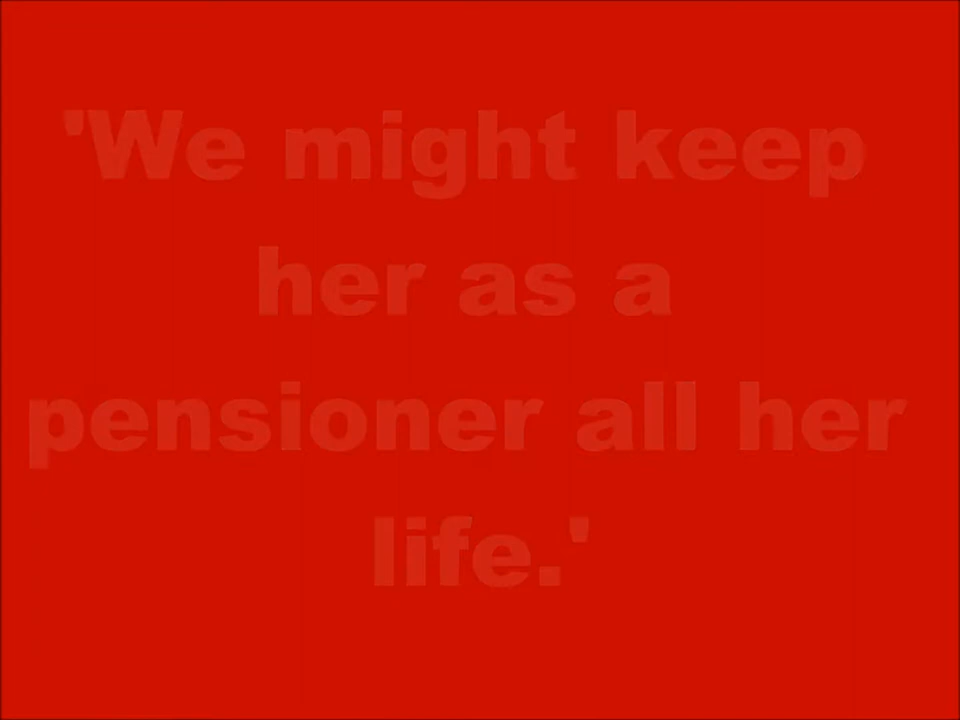 'We might keep
her as a
pensioner all her
life.'